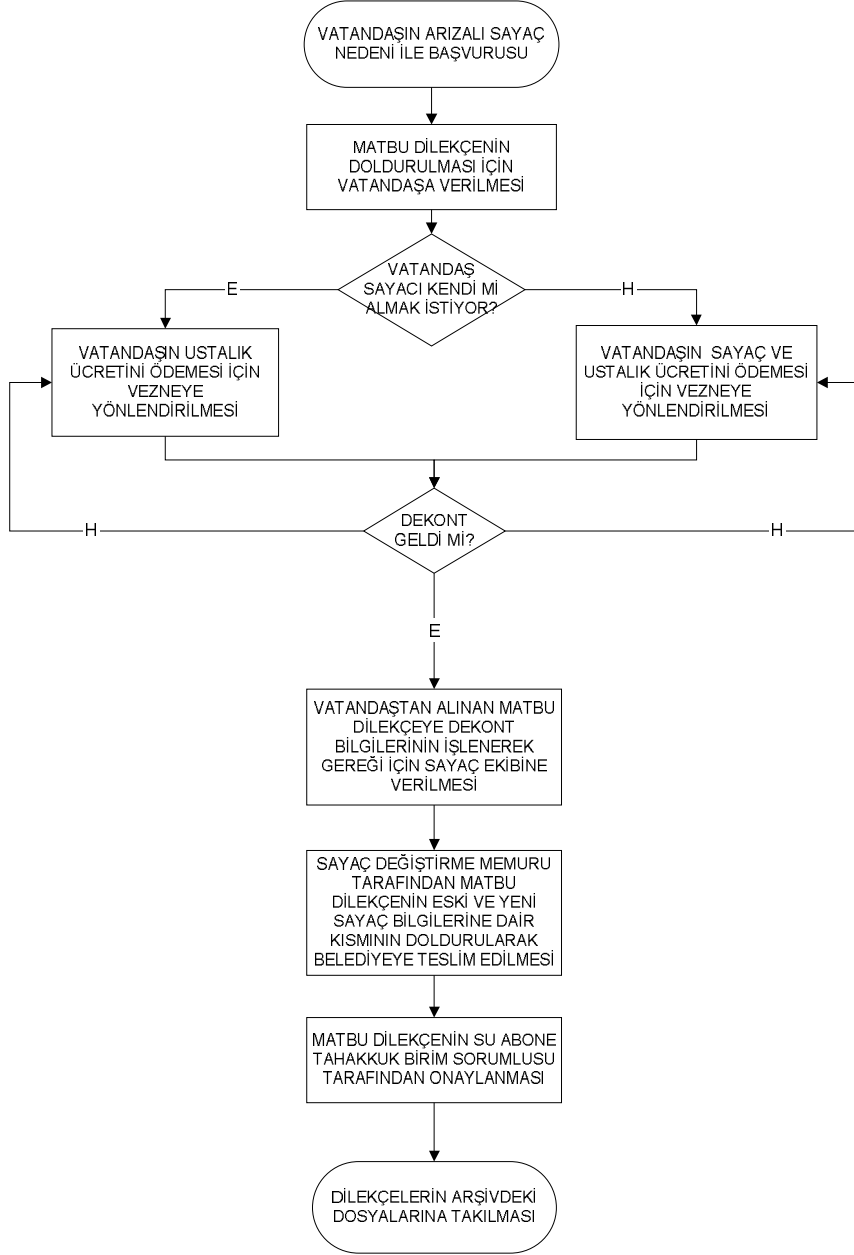 VATANDAŞIN ARIZALI SAYAÇ
NEDENİ İLE BAŞVURUSU
MATBU DİLEKÇENİN
DOLDURULMASI İÇİN
VATANDAŞA VERİLMESİ
VATANDAŞ
SAYACI KENDİ Mİ
ALMAK İSTİYOR?
E
H
VATANDAŞIN USTALIK
ÜCRETİNİ ÖDEMESİ İÇİN
VEZNEYE
YÖNLENDİRİLMESİ
VATANDAŞIN SAYAÇ VE
USTALIK ÜCRETİNİ ÖDEMESİ
İÇİN VEZNEYE
YÖNLENDİRİLMESİ
DEKONT
GELDİ Mİ?
H
H
E
VATANDAŞTAN ALINAN MATBU
DİLEKÇEYE DEKONT
BİLGİLERİNİN İŞLENEREK
GEREĞİ İÇİN SAYAÇ EKİBİNE
VERİLMESİ
SAYAÇ DEĞİŞTİRME MEMURU
TARAFINDAN MATBU
DİLEKÇENİN ESKİ VE YENİ
SAYAÇ BİLGİLERİNE DAİR
KISMININ DOLDURULARAK
BELEDİYEYE TESLİM EDİLMESİ
MATBU DİLEKÇENİN SU ABONE
TAHAKKUK BİRİM SORUMLUSU
TARAFINDAN ONAYLANMASI
DİLEKÇELERİN ARŞİVDEKİ
DOSYALARINA TAKILMASI